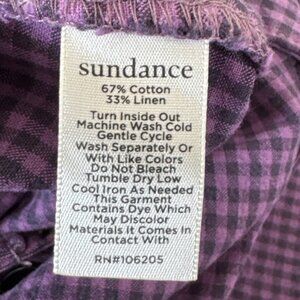 sundance
67% Cotton
33% Linen
Turn Inside Out
Machine Wash Cold
Gentle Cycle
Wash Separately Or
With Like Colors
Do Not Bleach
Tumble Dry Low
Cool Iron As Needed
This Garment
Contains Dye Which
May Discolor
Materials It Comes In
Contact With
RN#106205